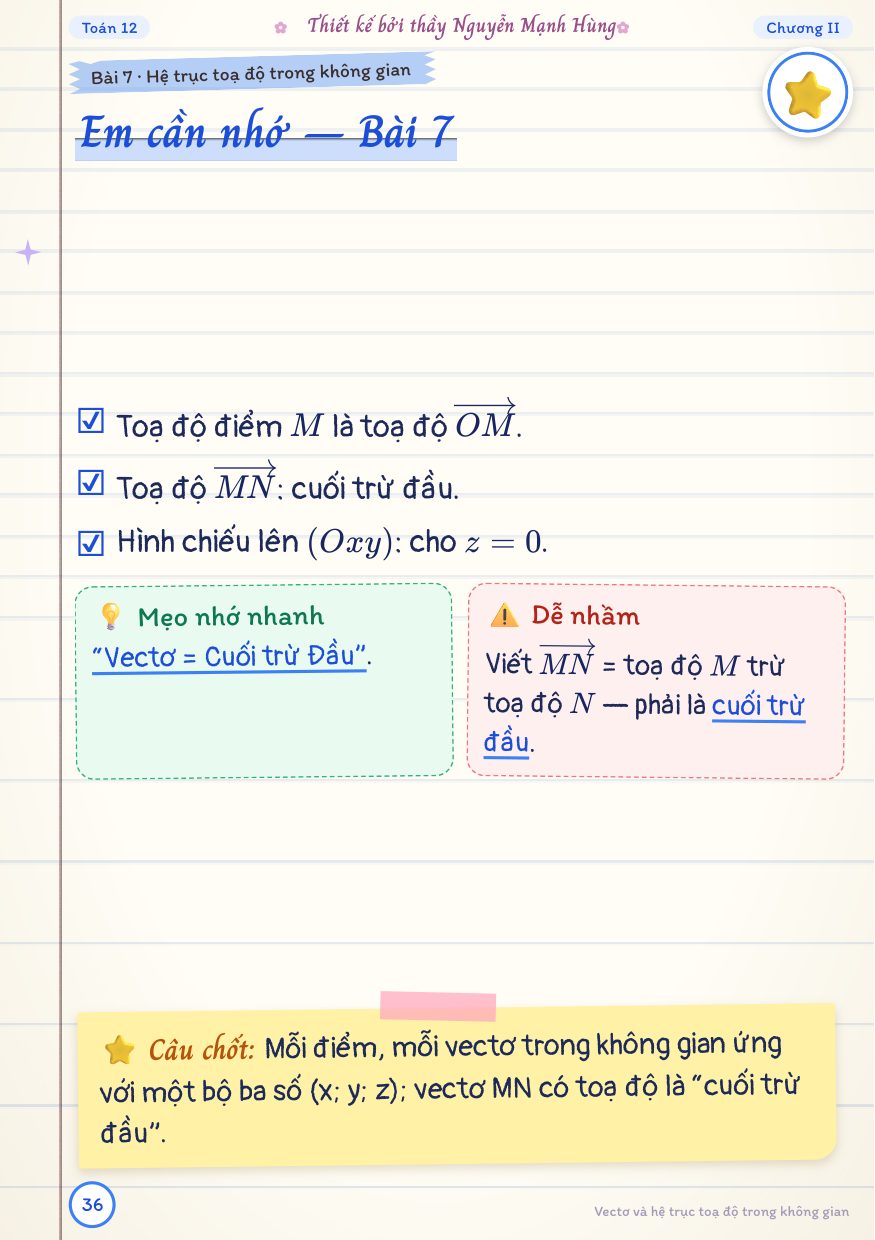 Toán 12
Thiết kế bởi thầy Nguyễn Mạnh Hùng
Chương II
Bài 7 · Hệ trục toạ độ trong không gian
Em cần nhớ — Bài 7
Toạ độ điểm M là toạ độ \overrightarrow{OM}.
Toạ độ \overrightarrow{MN}: cuối trừ đầu.
Hình chiếu lên (Oxy): cho z = 0.
Mẹo nhớ nhanh
“Vectơ = Cuối trừ Đầu”.
Dễ nhầm
Viết \overrightarrow{MN} = toạ độ M trừ
toạ độ N — phải là cuối trừ
đầu.
Câu chốt: Mỗi điểm, mỗi vectơ trong không gian ứng
với một bộ ba số (x; y; z); vectơ MN có toạ độ là “cuối trừ
đầu”.
36
Vectơ và hệ trục toạ độ trong không gian